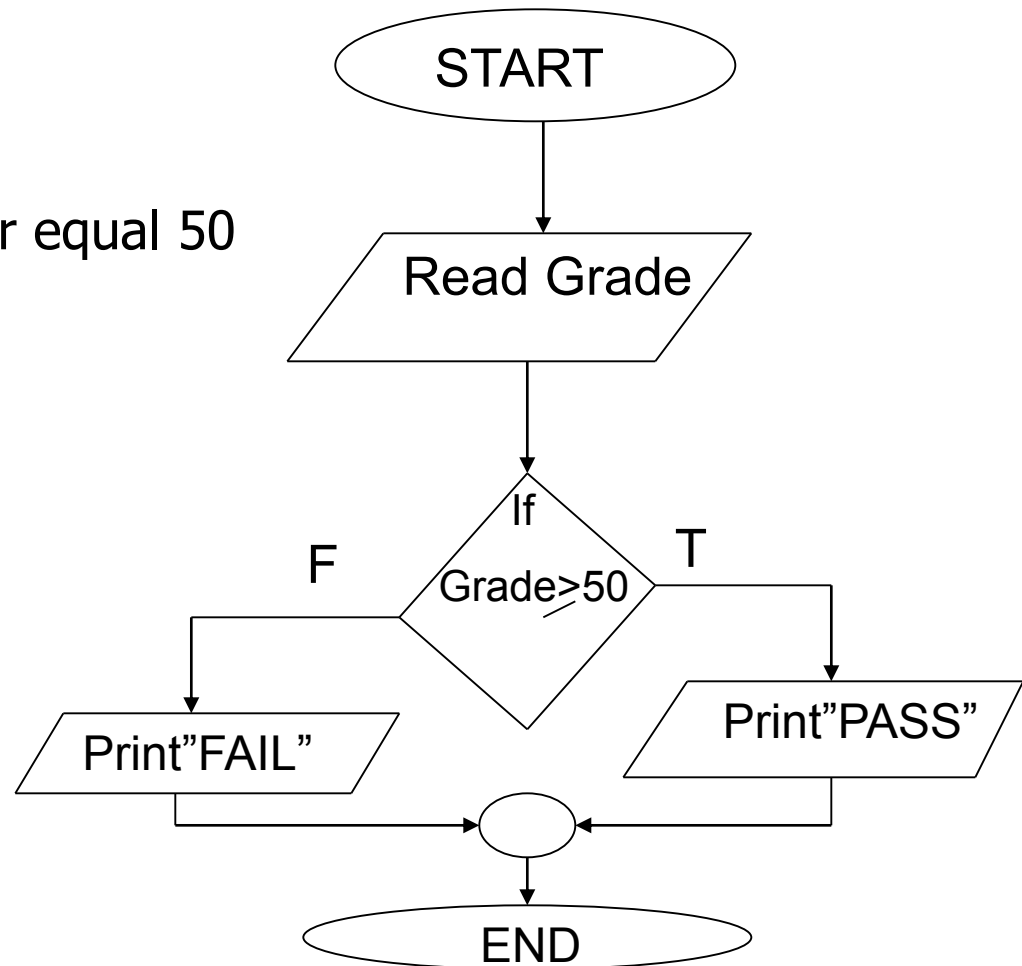 START
r equal 50
Read Grade
If
F
T
Grade>50
Print”PASS”
Print”FAIL”
END